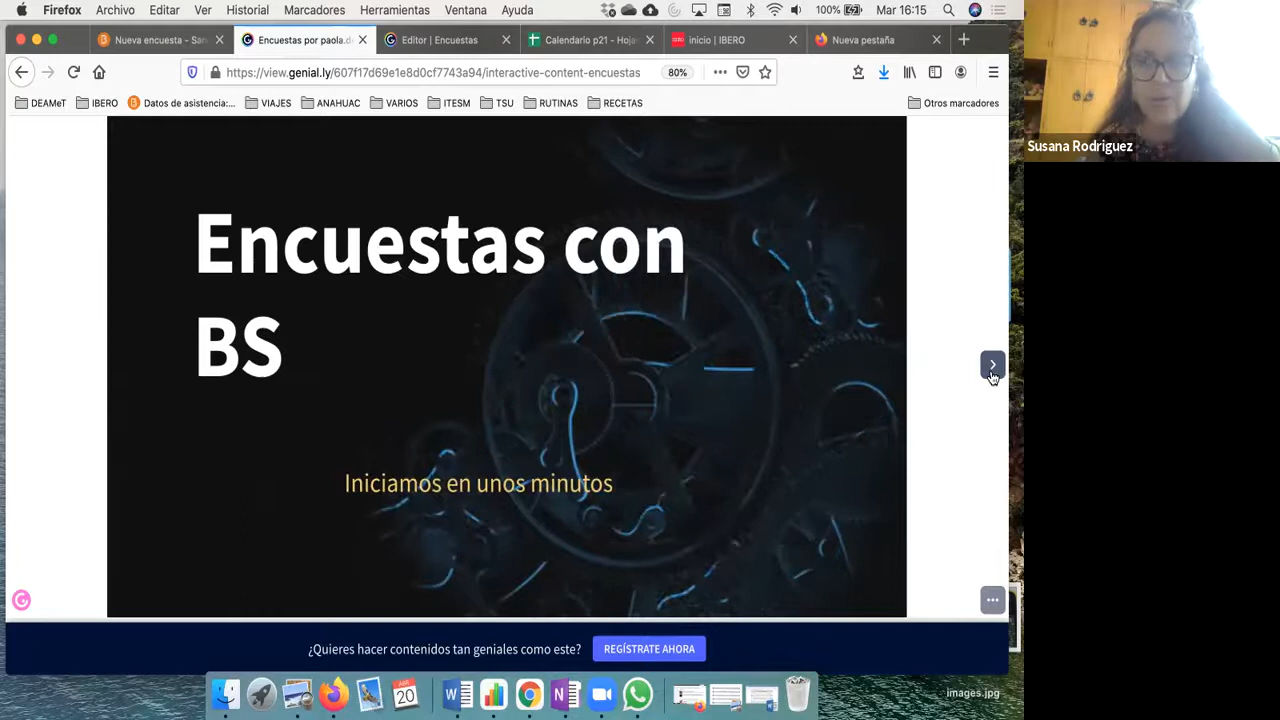 Firefox Archivo Editar Ver Historial Marcadores Herramientas Ventana Ayuda 100% Mar 16:15
Nueva encuesta - San
Encuestas por paola.d
Editor | Encuestas
Calendario p21 - Hoja
inicio | IBERO
Nueva pestaña
https://view.genial.ly/607f17d69e1e8d0cf7743a94/interactive-content-encuestas 80%
DEAMeT IBERO Datos de asistencia:... VIAJES ANAHUAC VARIOS ITESM TSU RUTINAS RECETAS Otros marcadores
Susana Rodriguez
Encuestas con
BS
Iniciamos en unos minutos
¿Quieres hacer contenidos tan geniales como este? REGÍSTRATE AHORA
20
images.jpg